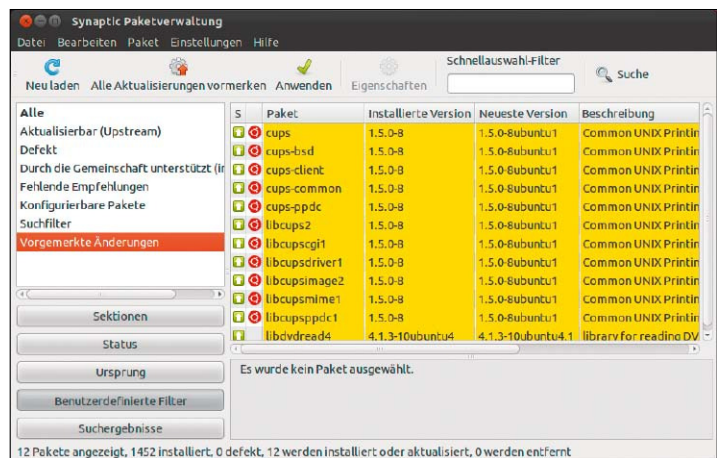 Synaptic Paketverwaltung
Datei Bearbeiten Paket Einstellungen Hilfe
Schnellauswahl-Filter
Neu laden Alle Aktualisierungen vormerken Anwenden Eigenschaften Suche
Alle
Aktualisierbar (Upstream)
Defekt
Durch die Gemeinschaft unterstützt (ir
Fehlende Empfehlungen
Konfigurierbare Pakete
Suchfilter
Vorgemerkte Änderungen
Sektionen
Status
Ursprung
Benutzerdefinierte Filter
Suchergebnisse
S Paket Installierte Version Neueste Version Beschreibung
cups 1.5.0-8 1.5.0-8ubuntu1 Common UNIX Printin
cups-bsd 1.5.0-8 1.5.0-8ubuntu1 Common UNIX Printin
cups-client 1.5.0-8 1.5.0-8ubuntu1 Common UNIX Printin
cups-common 1.5.0-8 1.5.0-8ubuntu1 Common UNIX Printin
cups-ppdc 1.5.0-8 1.5.0-8ubuntu1 Common UNIX Printin
libcups2 1.5.0-8 1.5.0-8ubuntu1 Common UNIX Printin
libcupscgi1 1.5.0-8 1.5.0-8ubuntu1 Common UNIX Printin
libcupsdriver1 1.5.0-8 1.5.0-8ubuntu1 Common UNIX Printin
libcupsimage2 1.5.0-8 1.5.0-8ubuntu1 Common UNIX Printin
libcupsmime1 1.5.0-8 1.5.0-8ubuntu1 Common UNIX Printin
libcupsppdc1 1.5.0-8 1.5.0-8ubuntu1 Common UNIX Printin
libdvdread4 4.1.3-10ubuntu4 4.1.3-10ubuntu4.1 library for reading DV
Es wurde kein Paket ausgewählt.
12 Pakete angezeigt, 1452 installiert, 0 defekt, 12 werden installiert oder aktualisiert, 0 werden entfernt